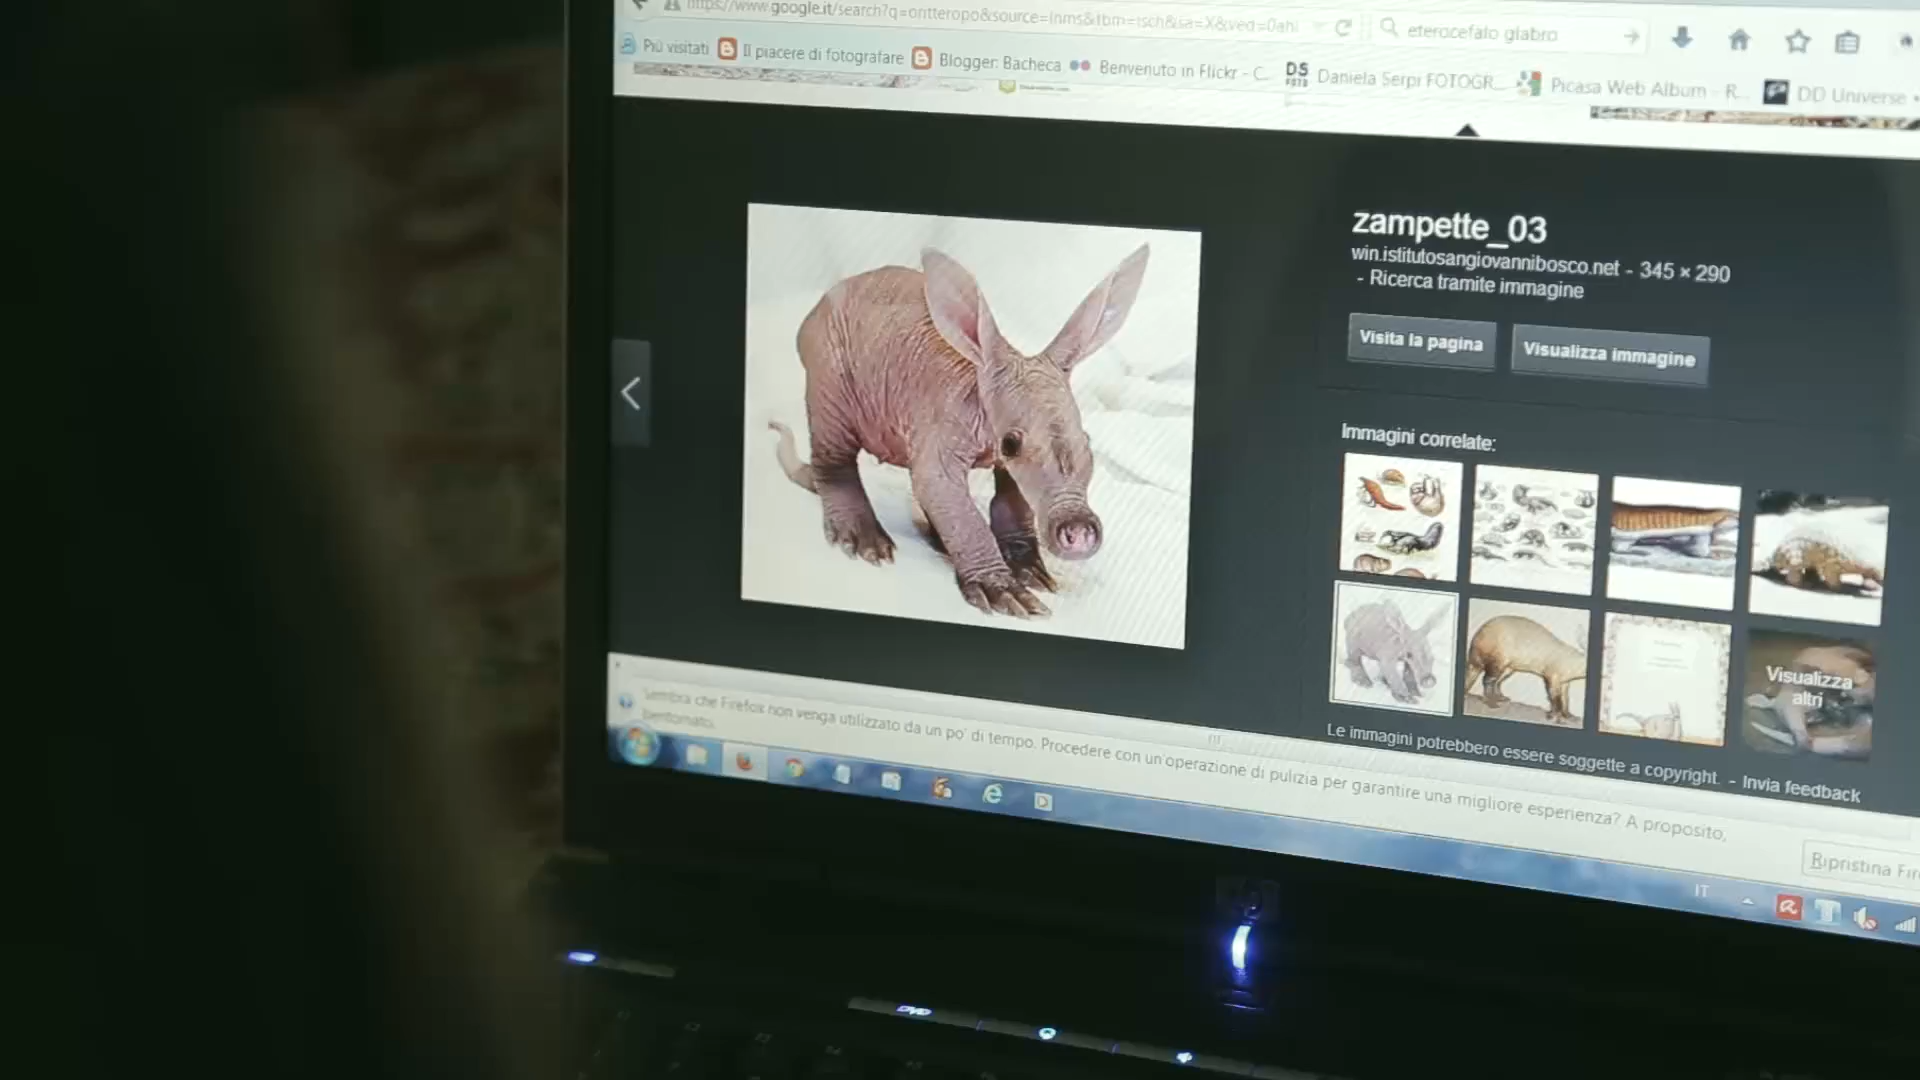 https://www.google.it/search?q=oritteropo&source=lnms&tbm=isch&sa=X&ved=0ahl
eterocefalo glabro
Più visitati Il piacere di fotografare Blogger: Bacheca Benvenuto in Flickr - C... DS FOTO Daniela Serpi FOTOGR... Picasa Web Album - R... DD Universe
zampette_03
win.istitutosangiovannibosco.net - 345 × 290
- Ricerca tramite immagine
Visita la pagina Visualizza immagine
Immagini correlate:
Visualizza
altri
Le immagini potrebbero essere soggette a copyright. - Invia feedback
Sembra che Firefox non venga utilizzato da un po' di tempo. Procedere con un'operazione di pulizia per garantire una migliore esperienza? A proposito,
bentornato.
Ripristina Fir
IT
DVD